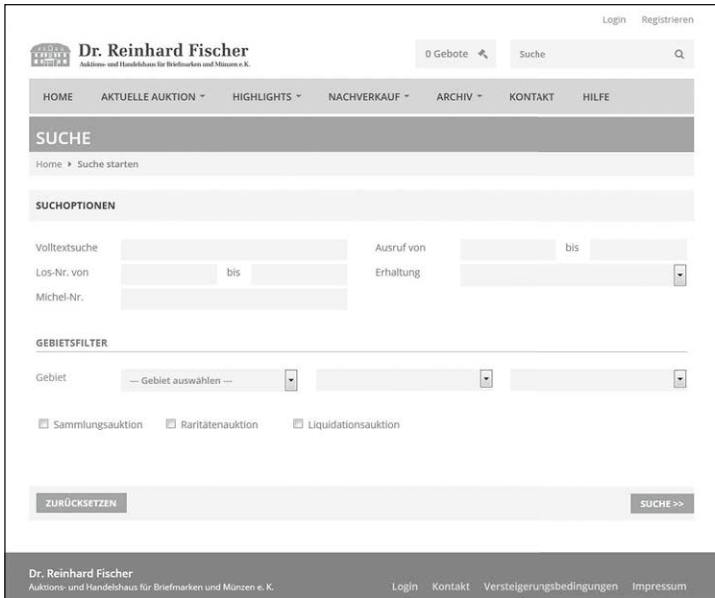 Login Registrieren
Dr. Reinhard Fischer
Auktions- und Handelshaus für Briefmarken und Münzen e.K.
0 Gebote Suche
HOME AKTUELLE AUKTION HIGHLIGHTS NACHVERKAUF ARCHIV KONTAKT HILFE
SUCHE
Home Suche starten
SUCHOPTIONEN
Volltextsuche Ausruf von bis
Los-Nr. von bis Erhaltung
Michel-Nr.
GEBIETSFILTER
Gebiet --- Gebiet auswählen ---
Sammlungsauktion Raritätenauktion Liquidationsauktion
ZURÜCKSETZEN SUCHE >>
Dr. Reinhard Fischer
Auktions- und Handelshaus für Briefmarken und Münzen e. K. Login Kontakt Versteigerungsbedingungen Impressum